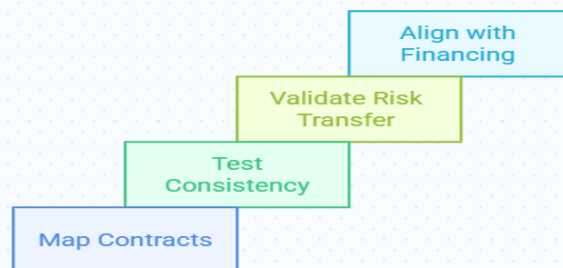 Align with
Financing
Validate Risk
Transfer
Test
Consistency
Map Contracts